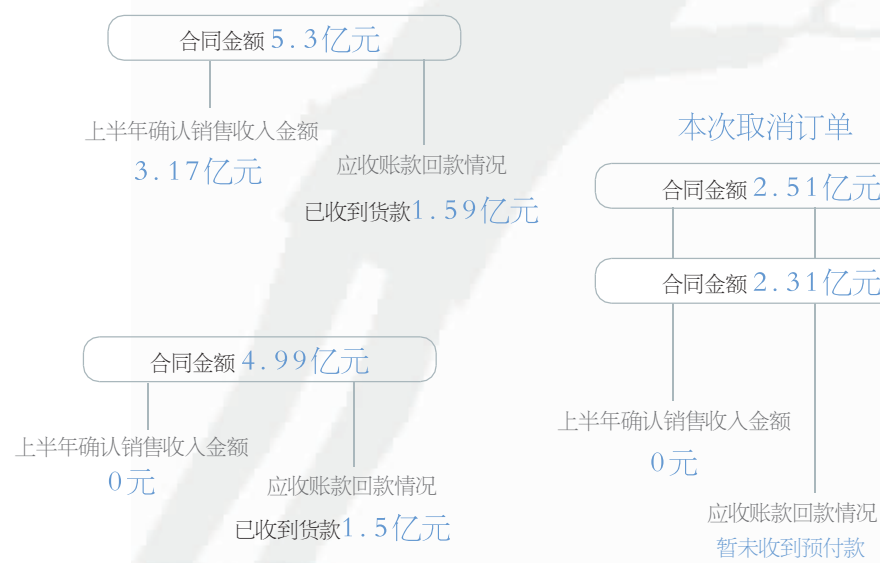 合同金额 5.3亿元
上半年确认销售收入金额
3.17亿元
应收账款回款情况
已收到货款1.59亿元
合同金额 4.99亿元
上半年确认销售收入金额
0元
应收账款回款情况
已收到货款1.5亿元
本次取消订单
合同金额 2.51亿元
合同金额 2.31亿元
上半年确认销售收入金额
0元
应收账款回款情况
暂未收到预付款